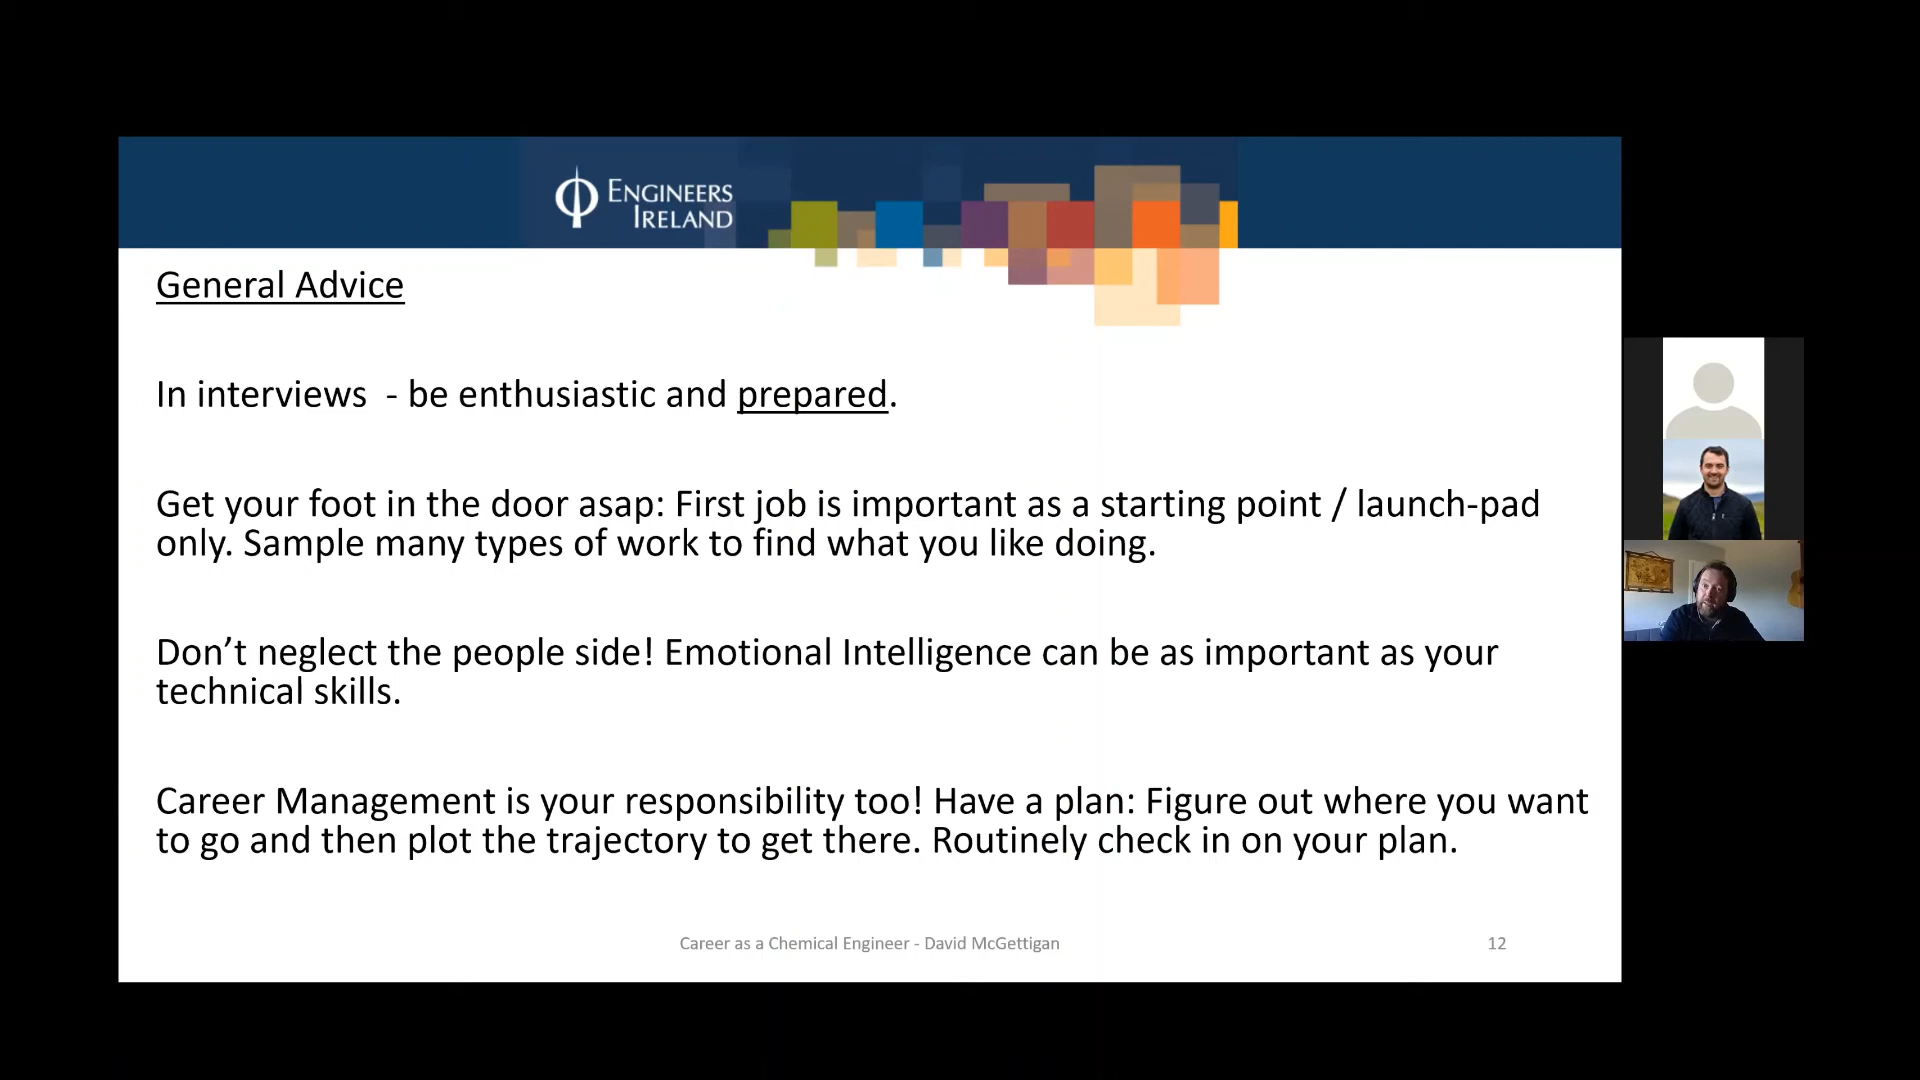 ENGINEERS
IRELAND
General Advice
In interviews  - be enthusiastic and prepared.
Get your foot in the door asap: First job is important as a starting point / launch-pad
only. Sample many types of work to find what you like doing.
Don’t neglect the people side! Emotional Intelligence can be as important as your
technical skills.
Career Management is your responsibility too! Have a plan: Figure out where you want
to go and then plot the trajectory to get there. Routinely check in on your plan.
Career as a Chemical Engineer - David McGettigan
12